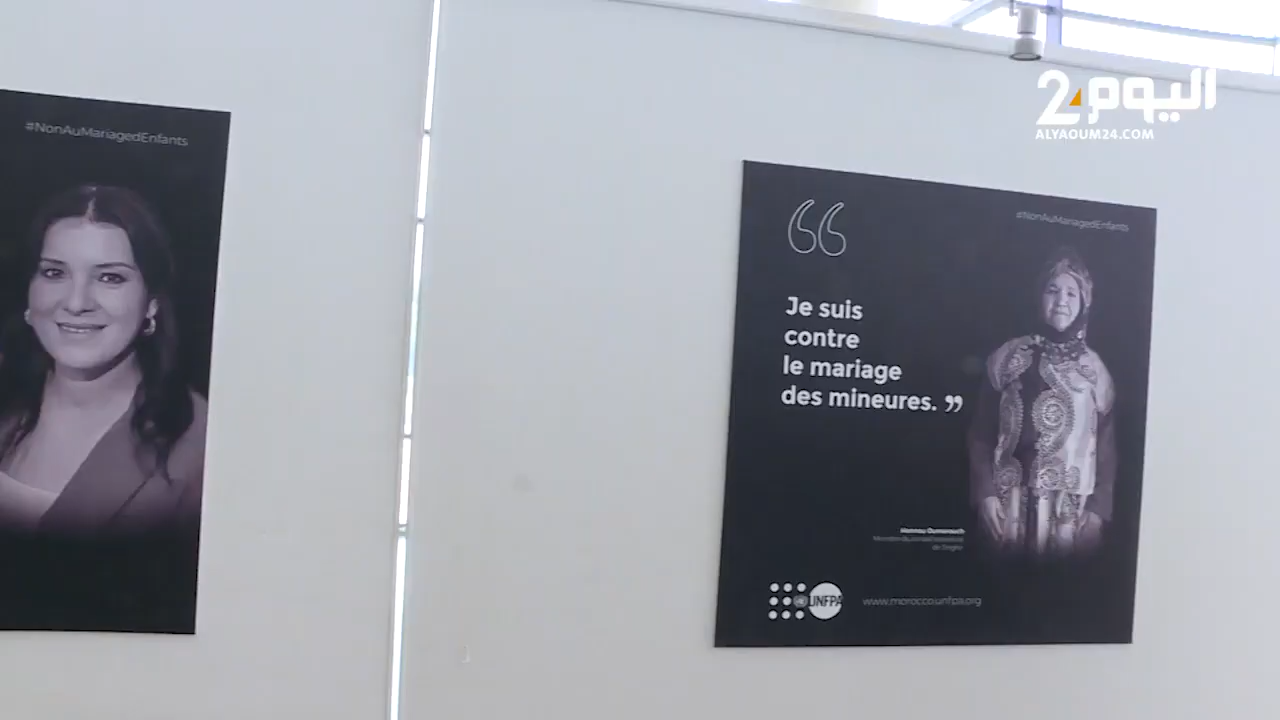 #NonAuMariagedEnfants
اليوم 24
ALYAOUM24.COM
#NonAuMariagedEnfants
Je suis
contre
le mariage
des mineures.”
UNFPA
www.morocco.unfpa.org